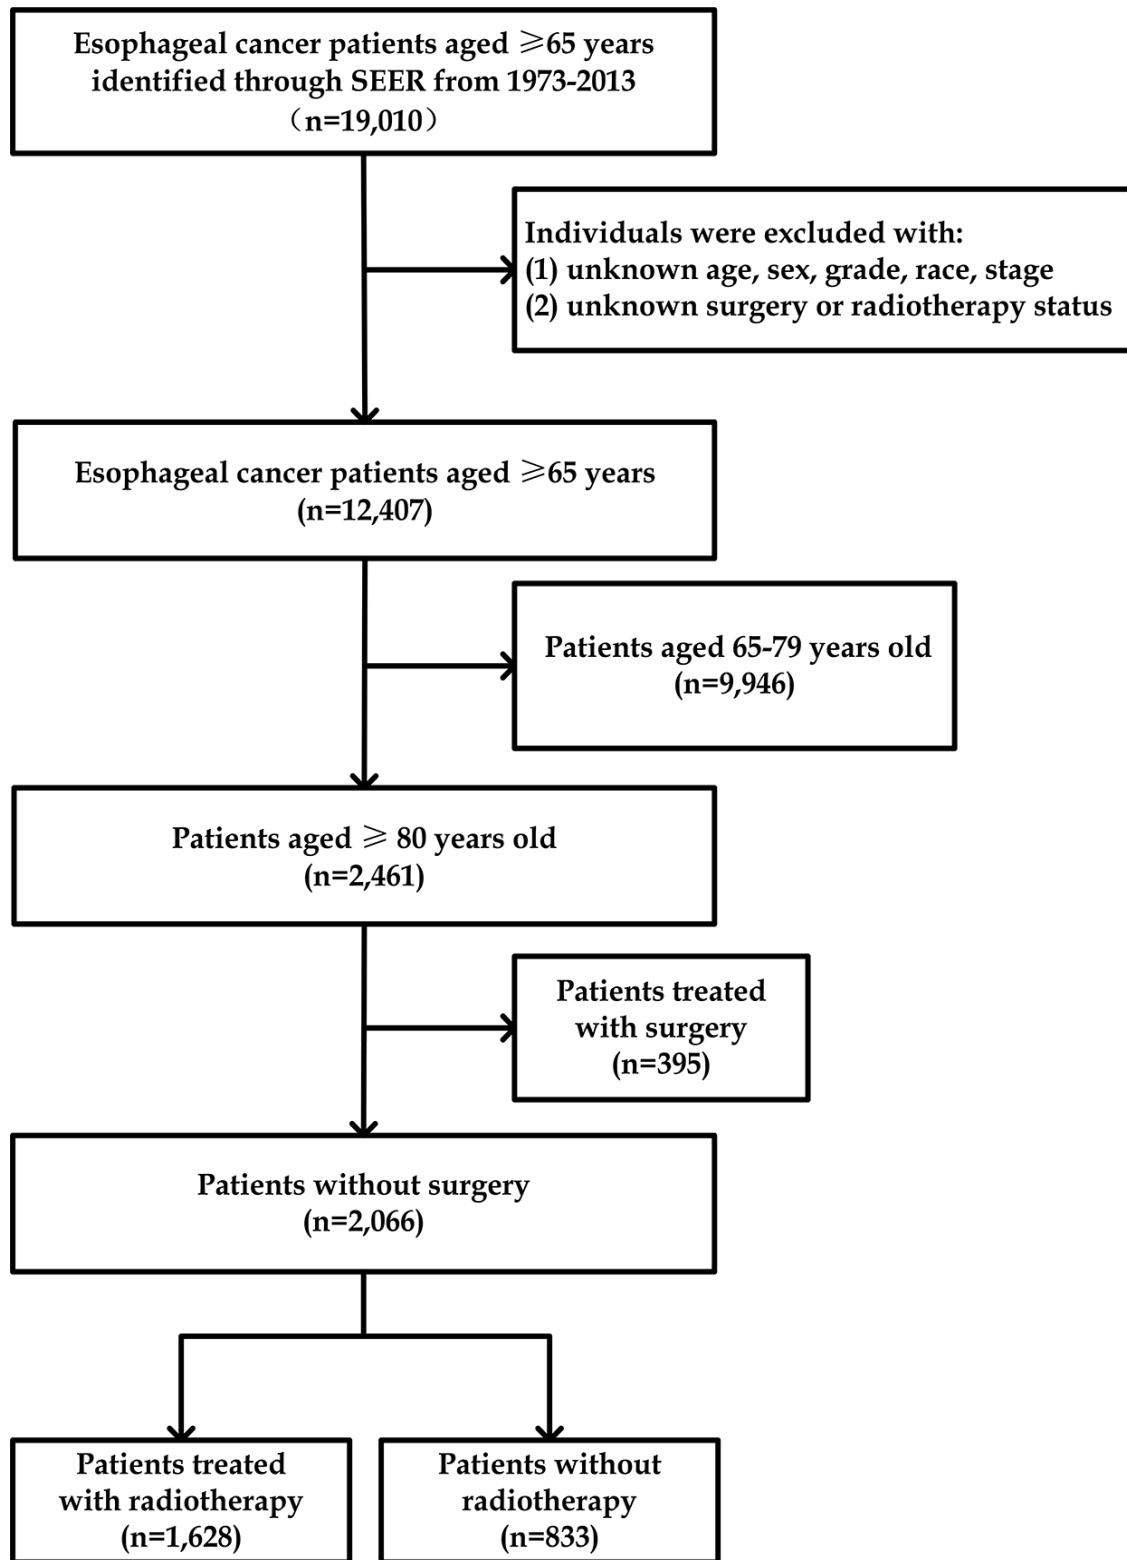 Esophageal cancer patients aged ≥65 years
identified through SEER from 1973-2013
（n=19,010）
Individuals were excluded with:
(1) unknown age, sex, grade, race, stage
(2) unknown surgery or radiotherapy status
Esophageal cancer patients aged ≥65 years
(n=12,407)
Patients aged 65-79 years old
(n=9,946)
Patients aged ≥ 80 years old
(n=2,461)
Patients treated
with surgery
(n=395)
Patients without surgery
(n=2,066)
Patients treated
with radiotherapy
(n=1,628)
Patients without
radiotherapy
(n=833)